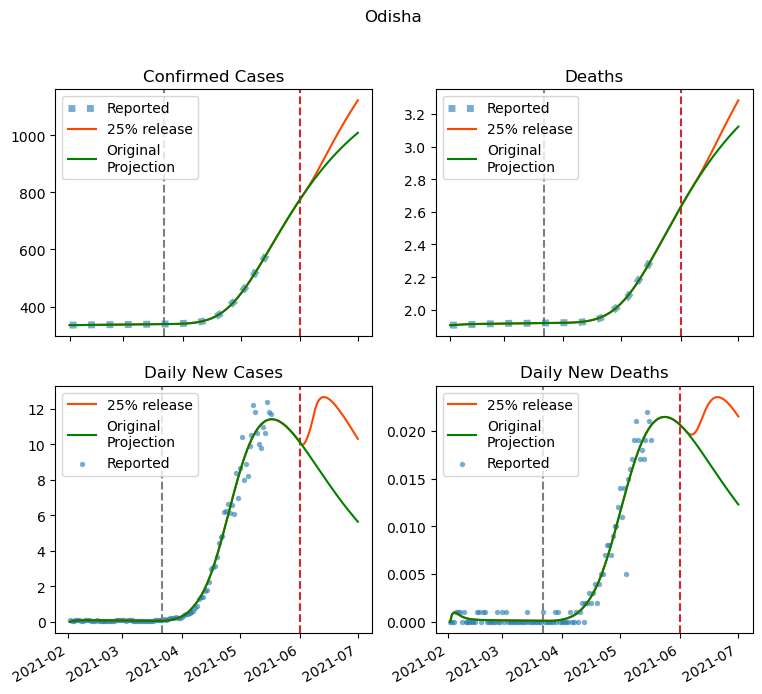 Odisha
Confirmed Cases
Reported
25% release
Original
Projection
1000
800
600
400
Deaths
Reported
25% release
Original
Projection
3.2
3.0
2.8
2.6
2.4
2.2
2.0
Daily New Cases
25% release
Original
Projection
Reported
12
10
8
6
4
2
0
2021-02
2021-03
2021-04
2021-05
2021-06
2021-07
Daily New Deaths
25% release
Original
Projection
Reported
0.020
0.015
0.010
0.005
0.000
2021-02
2021-03
2021-04
2021-05
2021-06
2021-07